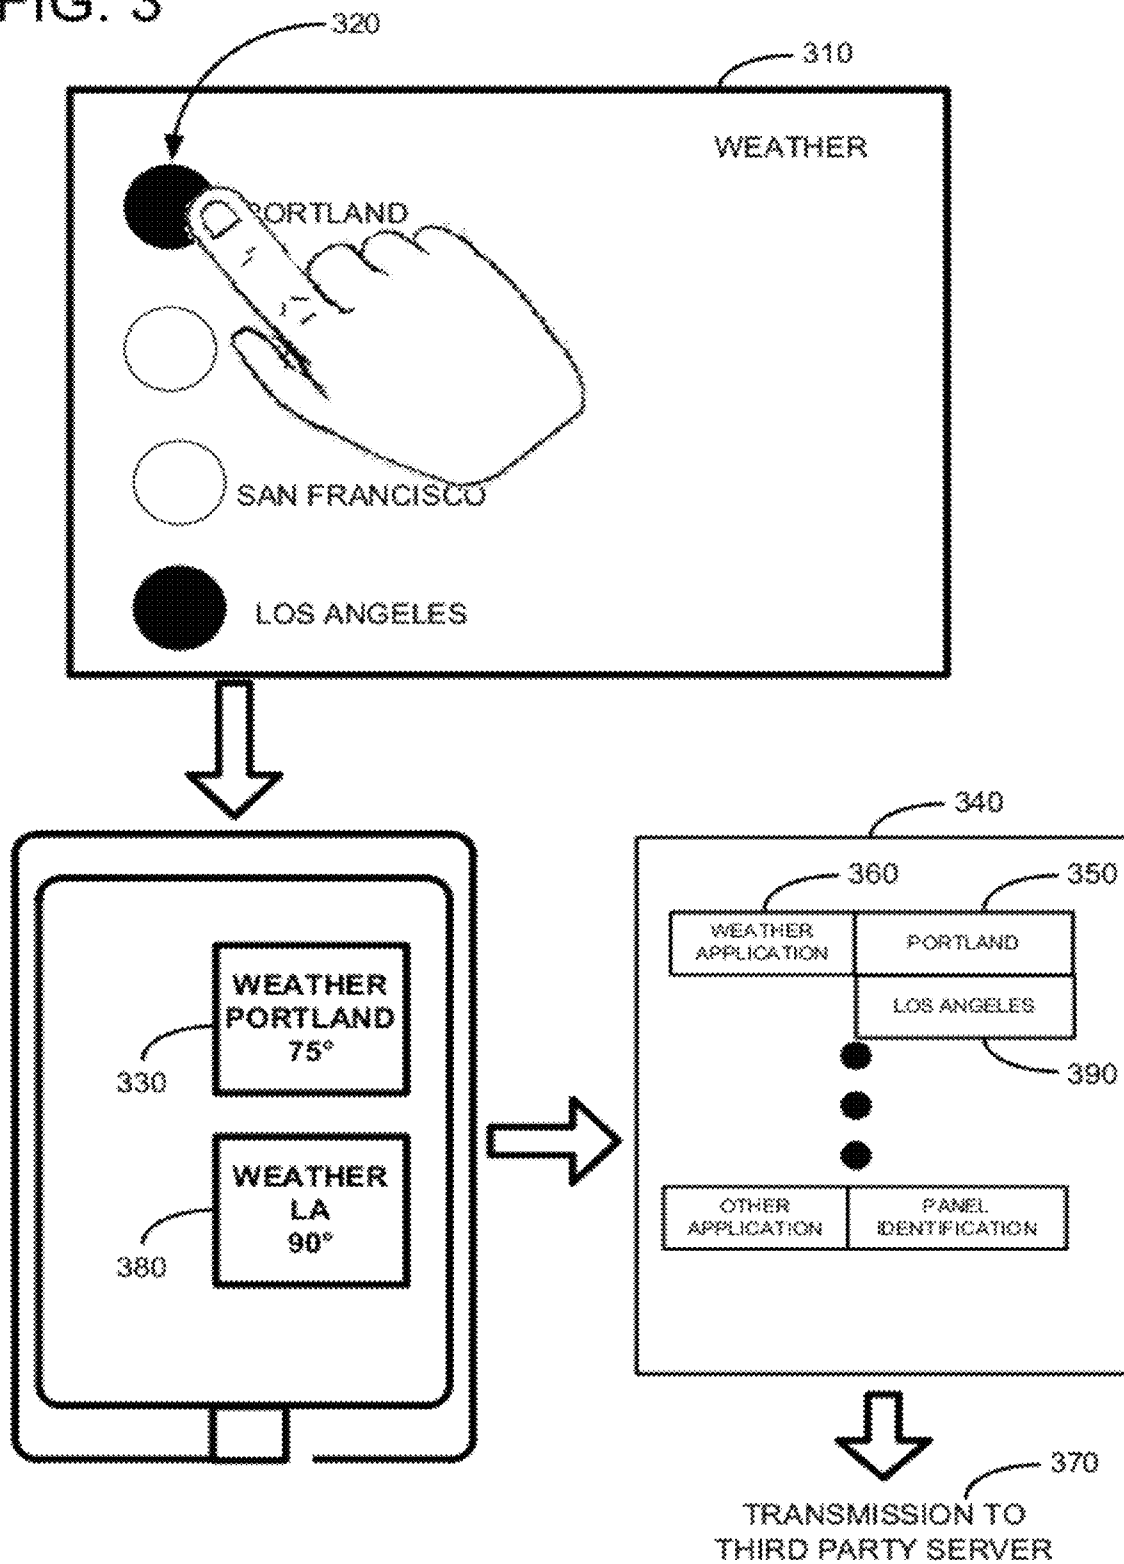 FIG. 3
320
310
WEATHER
PORTLAND
SAN FRANCISCO
LOS ANGELES
340
360
350
WEATHER
APPLICATION
PORTLAND
LOS ANGELES
390
WEATHER
PORTLAND
75°
330
WEATHER
LA
90°
380
OTHER
APPLICATION
PANEL
IDENTIFICATION
370
TRANSMISSION TO
THIRD PARTY SERVER